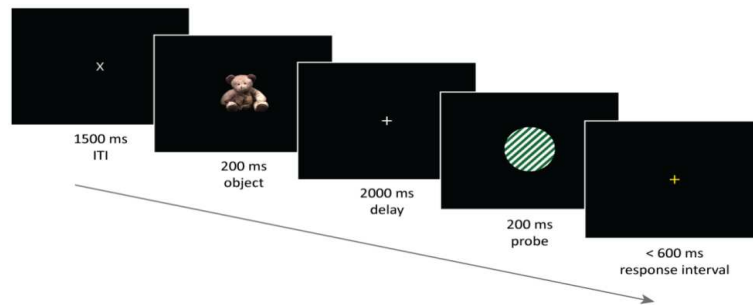 1500 ms
ITI
200 ms
object
2000 ms
delay
200 ms
probe
< 600 ms
response interval